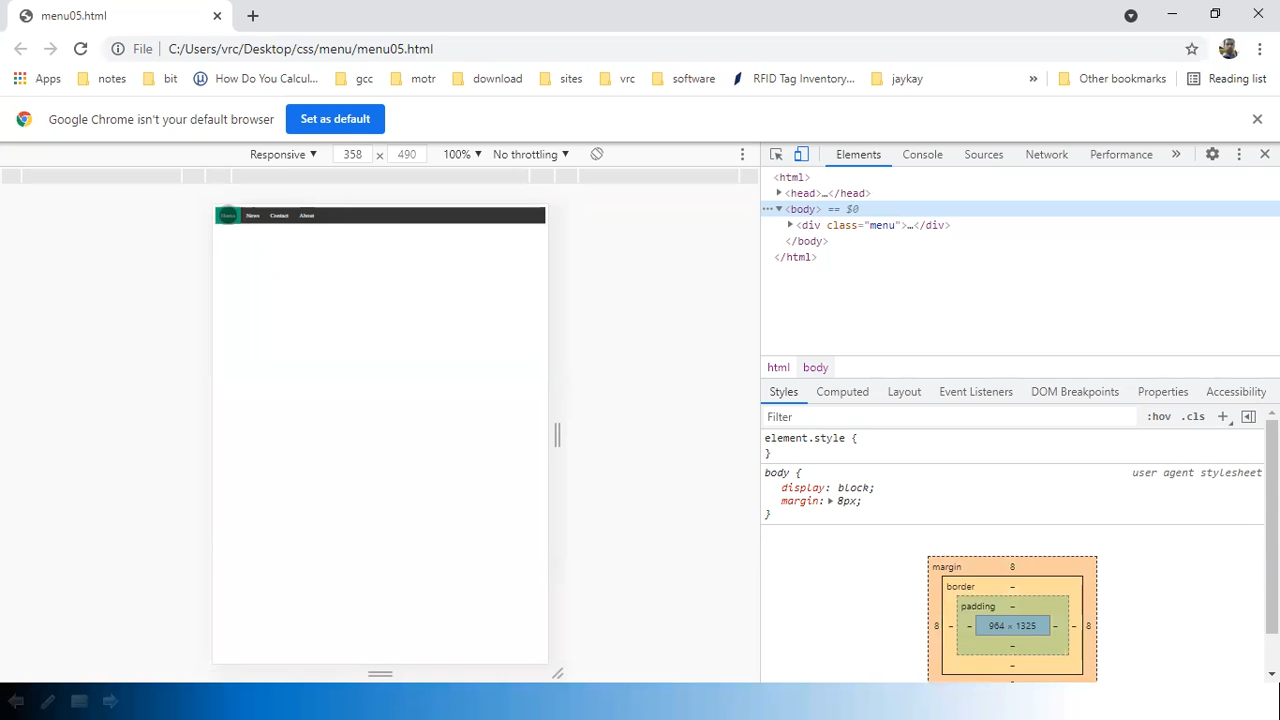 menu05.html
File
C:/Users/vrc/Desktop/css/menu/menu05.html
Apps notes bit How Do You Calcul... gcc motr download sites vrc software RFID Tag Inventory... jaykay » Other bookmarks Reading list
Google Chrome isn't your default browser Set as default
Responsive 358 × 490 100% No throttling
Elements Console Sources Network Performance »
<html>
<head>…</head>
<body> == $0
<div class="menu">…</div>
</body>
</html>
Home News Contact About
html body
Styles Computed Layout Event Listeners DOM Breakpoints Properties Accessibility
Filter :hov .cls +
element.style {
}
body { user agent stylesheet
display: block;
margin: 8px;
}
margin 8
border –
padding –
8 – – 964 × 1325 – – 8
–
–